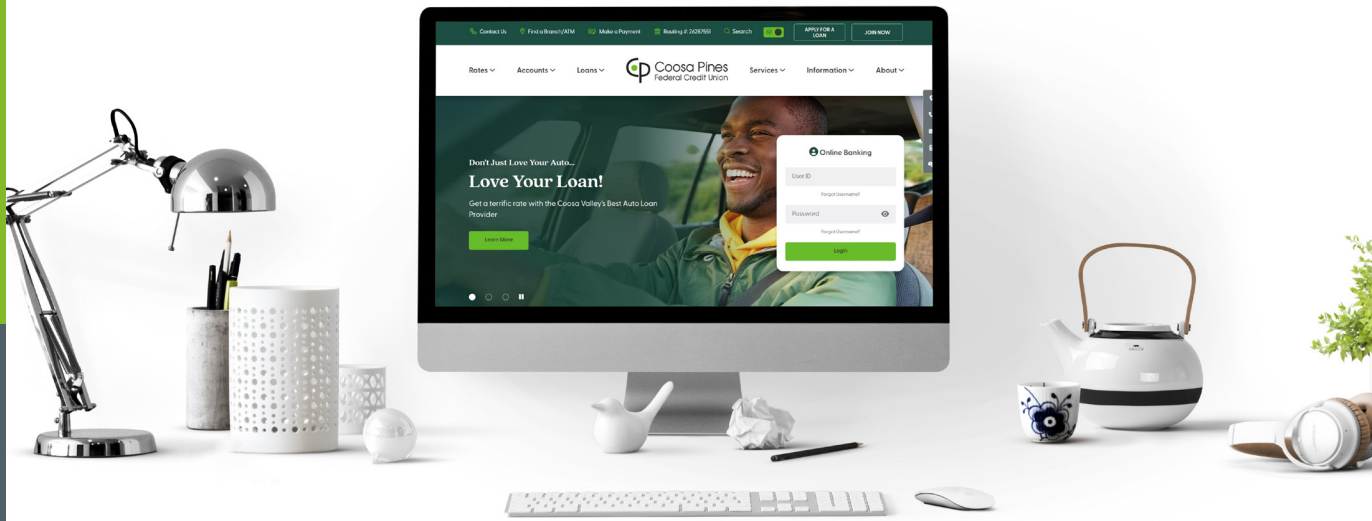 Contact Us
Find a Branch/ATM
Make a Payment
Routing #: 26287551
Search
APPLY FOR A
LOAN
JOIN NOW
Rates
Accounts
Loans
CP
Coosa Pines
Federal Credit Union
Services
Information
About
Don't Just Love Your Auto...
Love Your Loan!
Get a terrific rate with the Coosa Valley's Best Auto Loan
Provider
Learn More
Online Banking
User ID
Forgot Username?
Password
Forgot Username?
Login